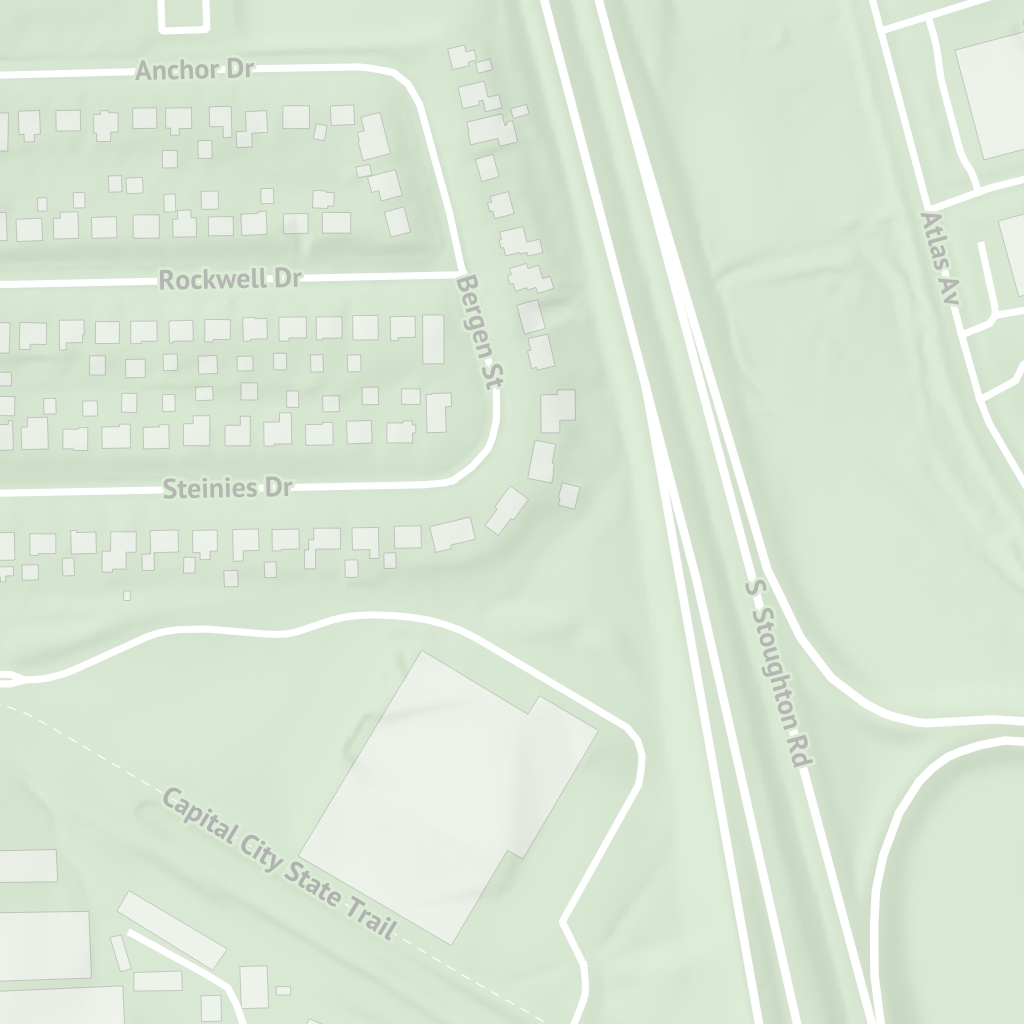 Anchor Dr
Atlas Av
Rockwell Dr
Bergen St
Steinies Dr
S Stoughton Rd
Capital City State Trail